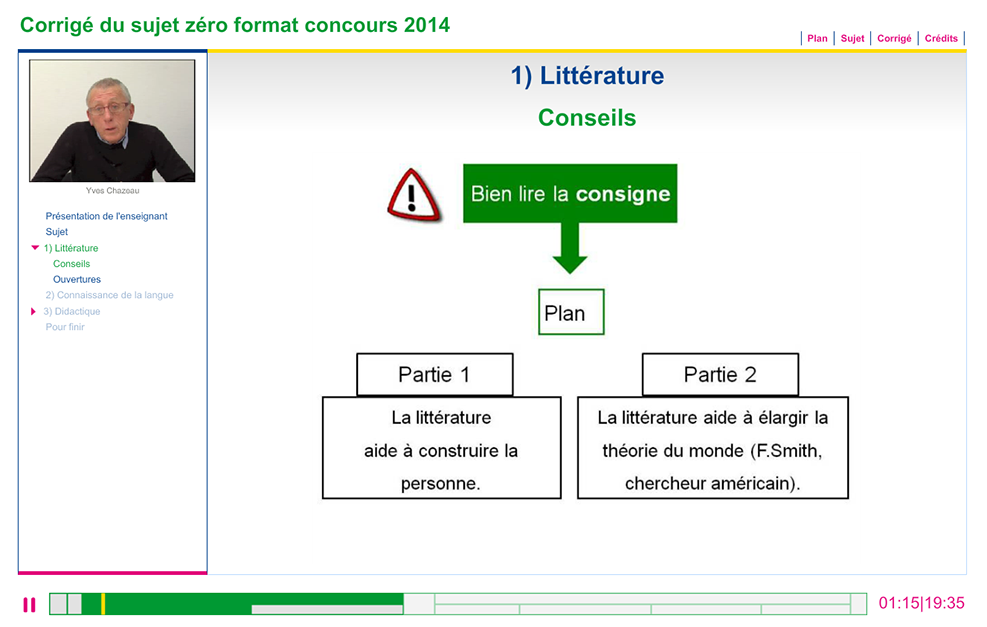 Corrigé du sujet zéro format concours 2014
Plan
Sujet
Corrigé
Crédits
Yves Chazeau
Présentation de l'enseignant
Sujet
1) Littérature
Conseils
Ouvertures
2) Connaissance de la langue
3) Didactique
Pour finir
1) Littérature
Conseils
Bien lire la consigne
Plan
Partie 1
La littérature
aide à construire la
personne.
Partie 2
La littérature aide à élargir la
théorie du monde (F.Smith,
chercheur américain).
01:15|19:35